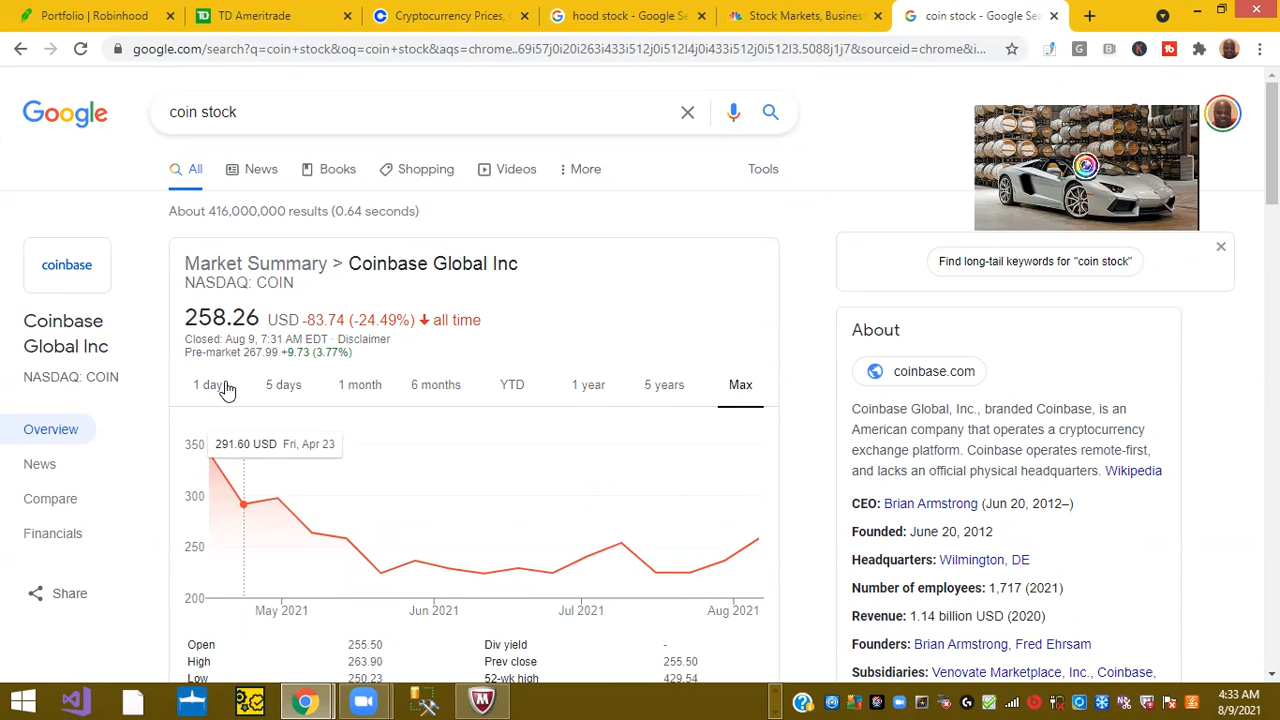 Portfolio | Robinhood
TD Ameritrade
Cryptocurrency Prices, C
hood stock - Google Se
Stock Markets, Busines
coin stock - Google Sea
google.com/search?q=coin+stock&oq=coin+stock&aqs=chrome..69i57j0i20i263i433i512j0i512l4j0i433i512j0i512l3.5088j1j7&sourceid=chrome&i...
Google
coin stock
All
News
Books
Shopping
Videos
More
Tools
About 416,000,000 results (0.64 seconds)
coinbase
Coinbase
Global Inc
NASDAQ: COIN
Overview
News
Compare
Financials
Share
Market Summary > Coinbase Global Inc
NASDAQ: COIN
258.26 USD -83.74 (-24.49%) all time
Closed: Aug 9, 7:31 AM EDT · Disclaimer
Pre-market 267.99 +9.73 (3.77%)
1 day
5 days
1 month
6 months
YTD
1 year
5 years
Max
291.60 USD Fri, Apr 23
350
300
250
200
May 2021
Jun 2021
Jul 2021
Aug 2021
Open 255.50
Div yield -
High 263.90
Prev close 255.50
Low 250.23
52-wk high 429.54
Find long-tail keywords for "coin stock"
About
coinbase.com
Coinbase Global, Inc., branded Coinbase, is an
American company that operates a cryptocurrency
exchange platform. Coinbase operates remote-first,
and lacks an official physical headquarters. Wikipedia
CEO: Brian Armstrong (Jun 20, 2012–)
Founded: June 20, 2012
Headquarters: Wilmington, DE
Number of employees: 1,717 (2021)
Revenue: 1.14 billion USD (2020)
Founders: Brian Armstrong, Fred Ehrsam
Subsidiaries: Venovate Marketplace, Inc., Coinbase,
4:33 AM
8/9/2021